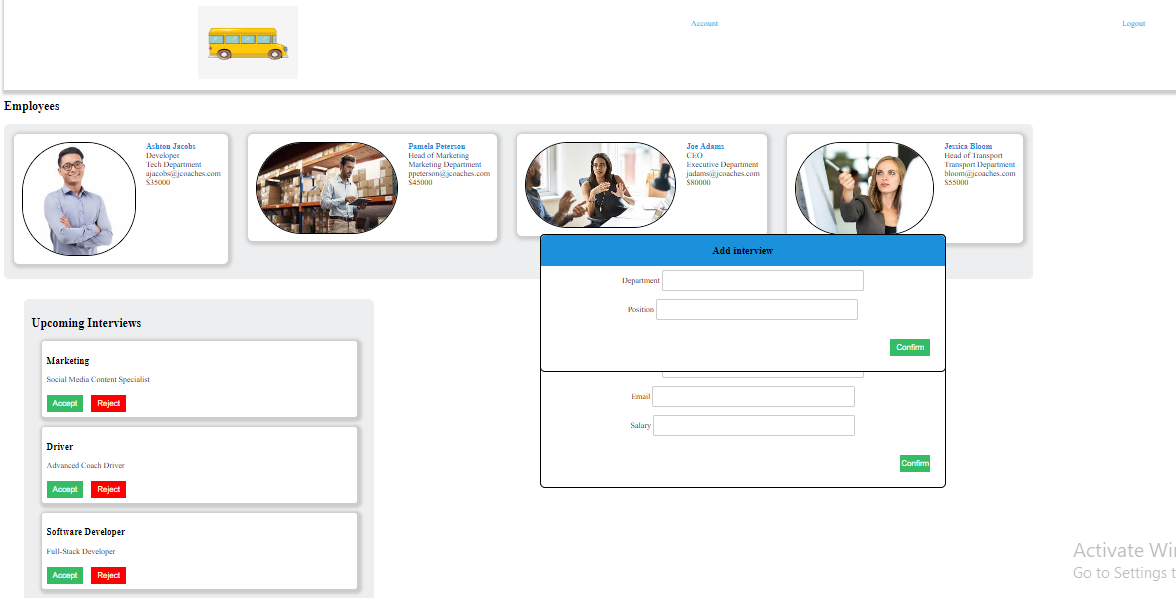 Account
Logout
Employees
Ashton Jacobs
Developer
Tech Department
ajacobs@jcoaches.com
$35000
Pamela Peterson
Head of Marketing
Marketing Department
ppeterson@jcoaches.com
$45000
Joe Adams
CEO
Executive Department
jadams@jcoaches.com
$80000
Jessica Bloom
Head of Transport
Transport Department
bloom@jcoaches.com
$55000
Add interview
Department
Position
Confirm
Email
Salary
Confirm
Upcoming Interviews
Marketing
Social Media Content Specialist
Accept Reject
Driver
Advanced Coach Driver
Accept Reject
Software Developer
Full-Stack Developer
Accept Reject
Activate Wi
Go to Settings t